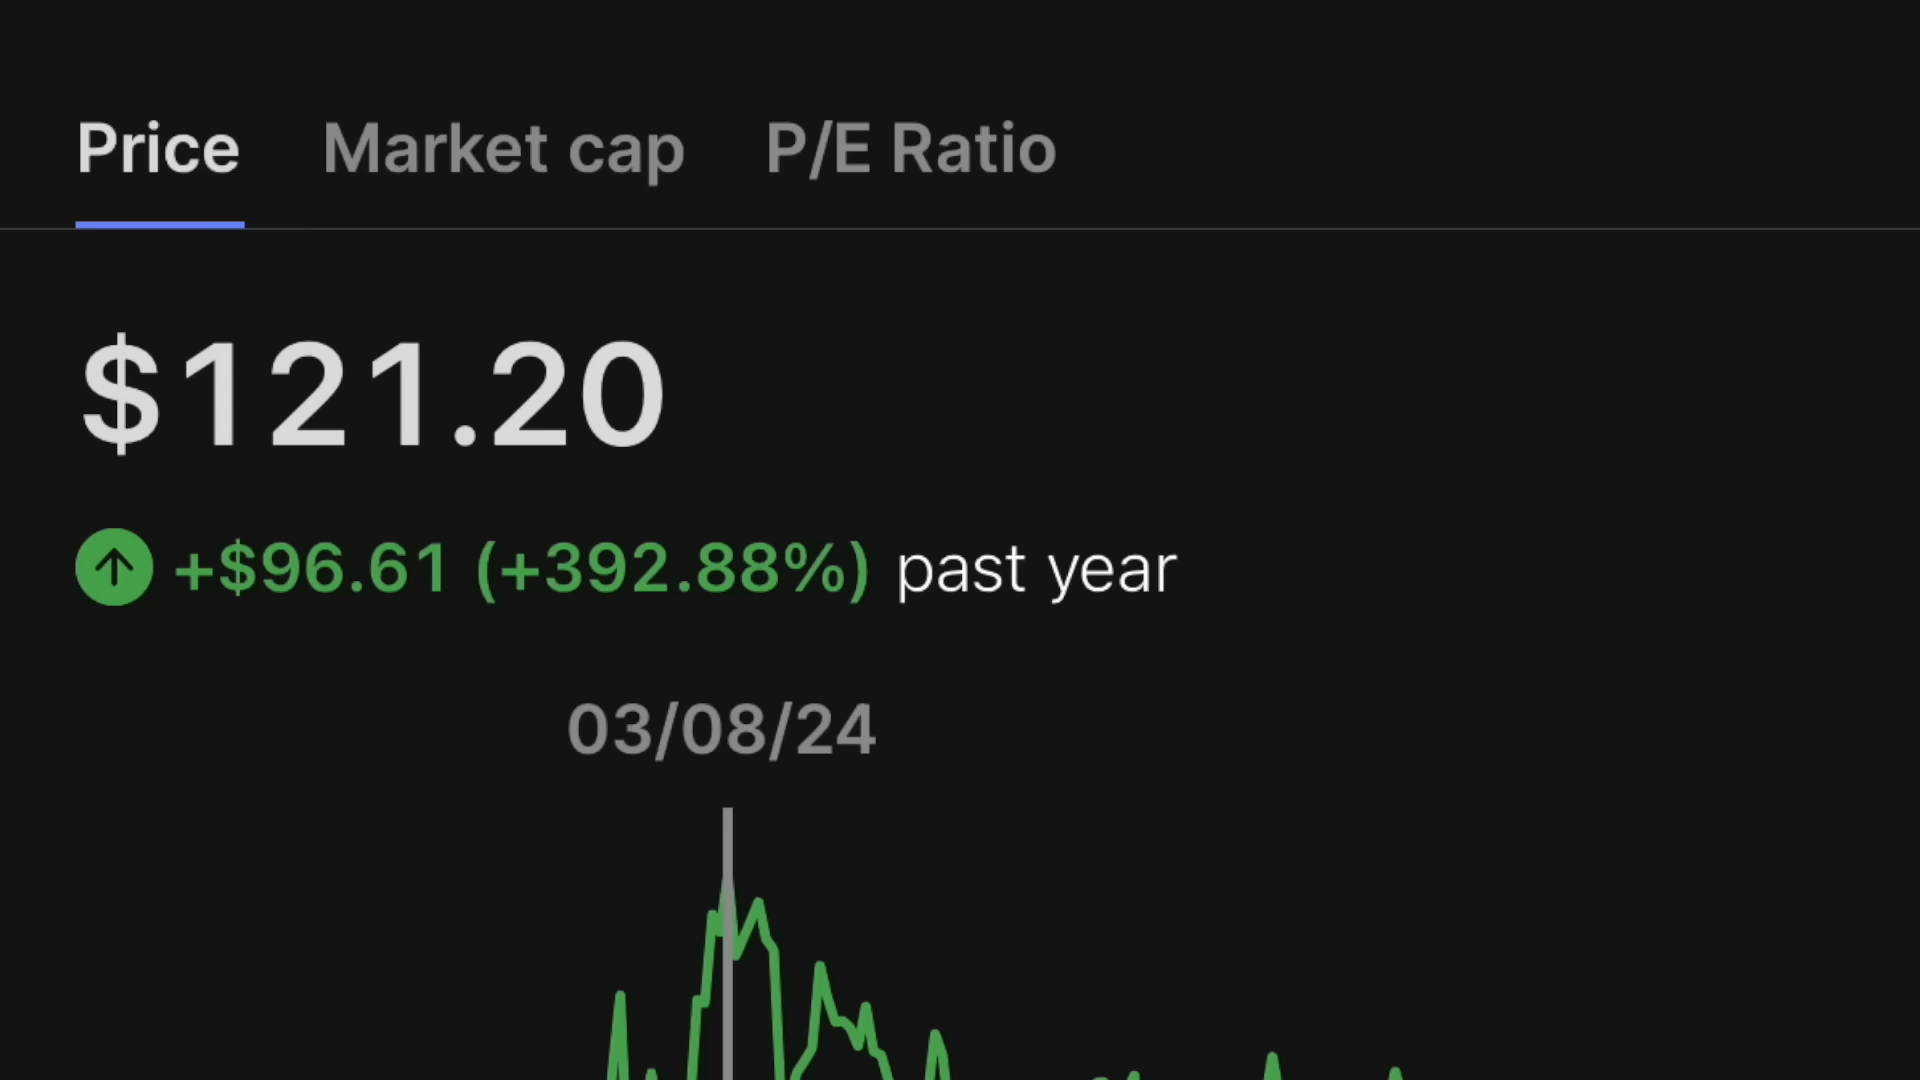 Price Market cap P/E Ratio
$121.20
+$96.61 (+392.88%) past year
03/08/24